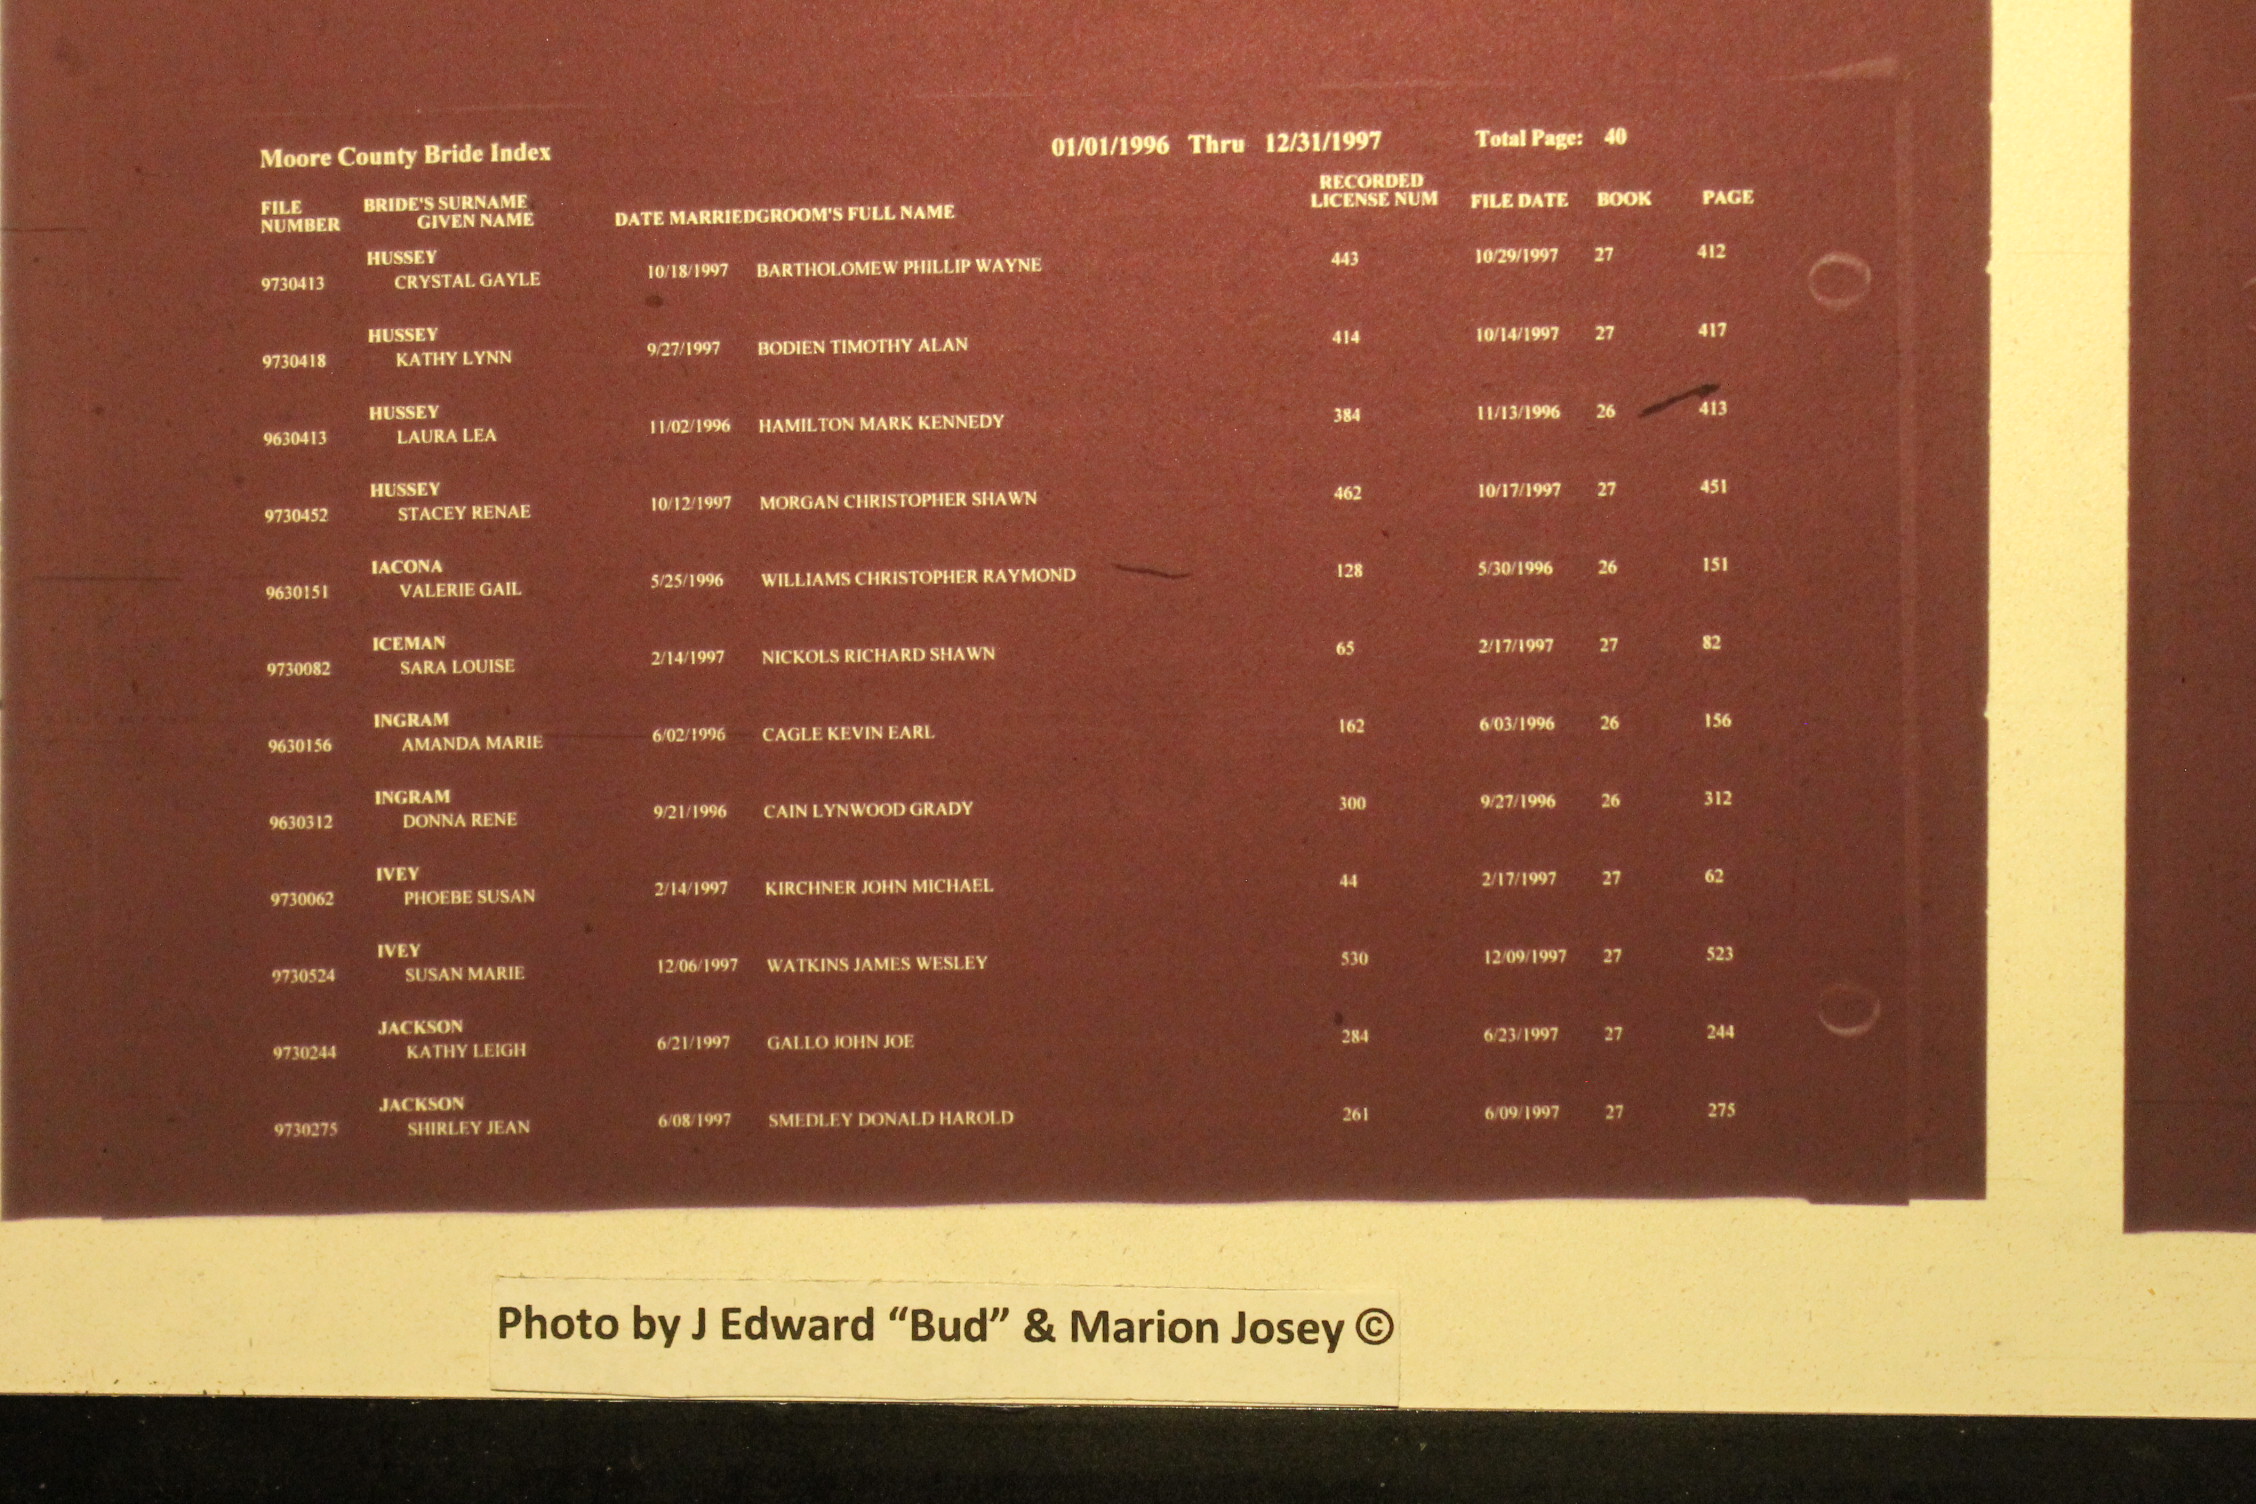 Moore County Bride Index 01/01/1996 Thru 12/31/1997 Total Page: 40
FILE NUMBER BRIDE'S SURNAME GIVEN NAME DATE MARRIED GROOM'S FULL NAME RECORDED LICENSE NUM FILE DATE BOOK PAGE
HUSSEY
9730413 CRYSTAL GAYLE 10/18/1997 BARTHOLOMEW PHILLIP WAYNE 443 10/29/1997 27 412
HUSSEY
9730418 KATHY LYNN 9/27/1997 BODIEN TIMOTHY ALAN 414 10/14/1997 27 417
HUSSEY
9630413 LAURA LEA 11/02/1996 HAMILTON MARK KENNEDY 384 11/13/1996 26 413
HUSSEY
9730452 STACEY RENAE 10/12/1997 MORGAN CHRISTOPHER SHAWN 462 10/17/1997 27 451
IACONA
9630151 VALERIE GAIL 5/25/1996 WILLIAMS CHRISTOPHER RAYMOND 128 5/30/1996 26 151
ICEMAN
9730082 SARA LOUISE 2/14/1997 NICKOLS RICHARD SHAWN 65 2/17/1997 27 82
INGRAM
9630156 AMANDA MARIE 6/02/1996 CAGLE KEVIN EARL 162 6/03/1996 26 156
INGRAM
9630312 DONNA RENE 9/21/1996 CAIN LYNWOOD GRADY 300 9/27/1996 26 312
IVEY
9730062 PHOEBE SUSAN 2/14/1997 KIRCHNER JOHN MICHAEL 44 2/17/1997 27 62
IVEY
9730524 SUSAN MARIE 12/06/1997 WATKINS JAMES WESLEY 530 12/09/1997 27 523
JACKSON
9730244 KATHY LEIGH 6/21/1997 GALLO JOHN JOE 284 6/23/1997 27 244
JACKSON
9730275 SHIRLEY JEAN 6/08/1997 SMEDLEY DONALD HAROLD 261 6/09/1997 27 275
Photo by J Edward “Bud” & Marion Josey ©